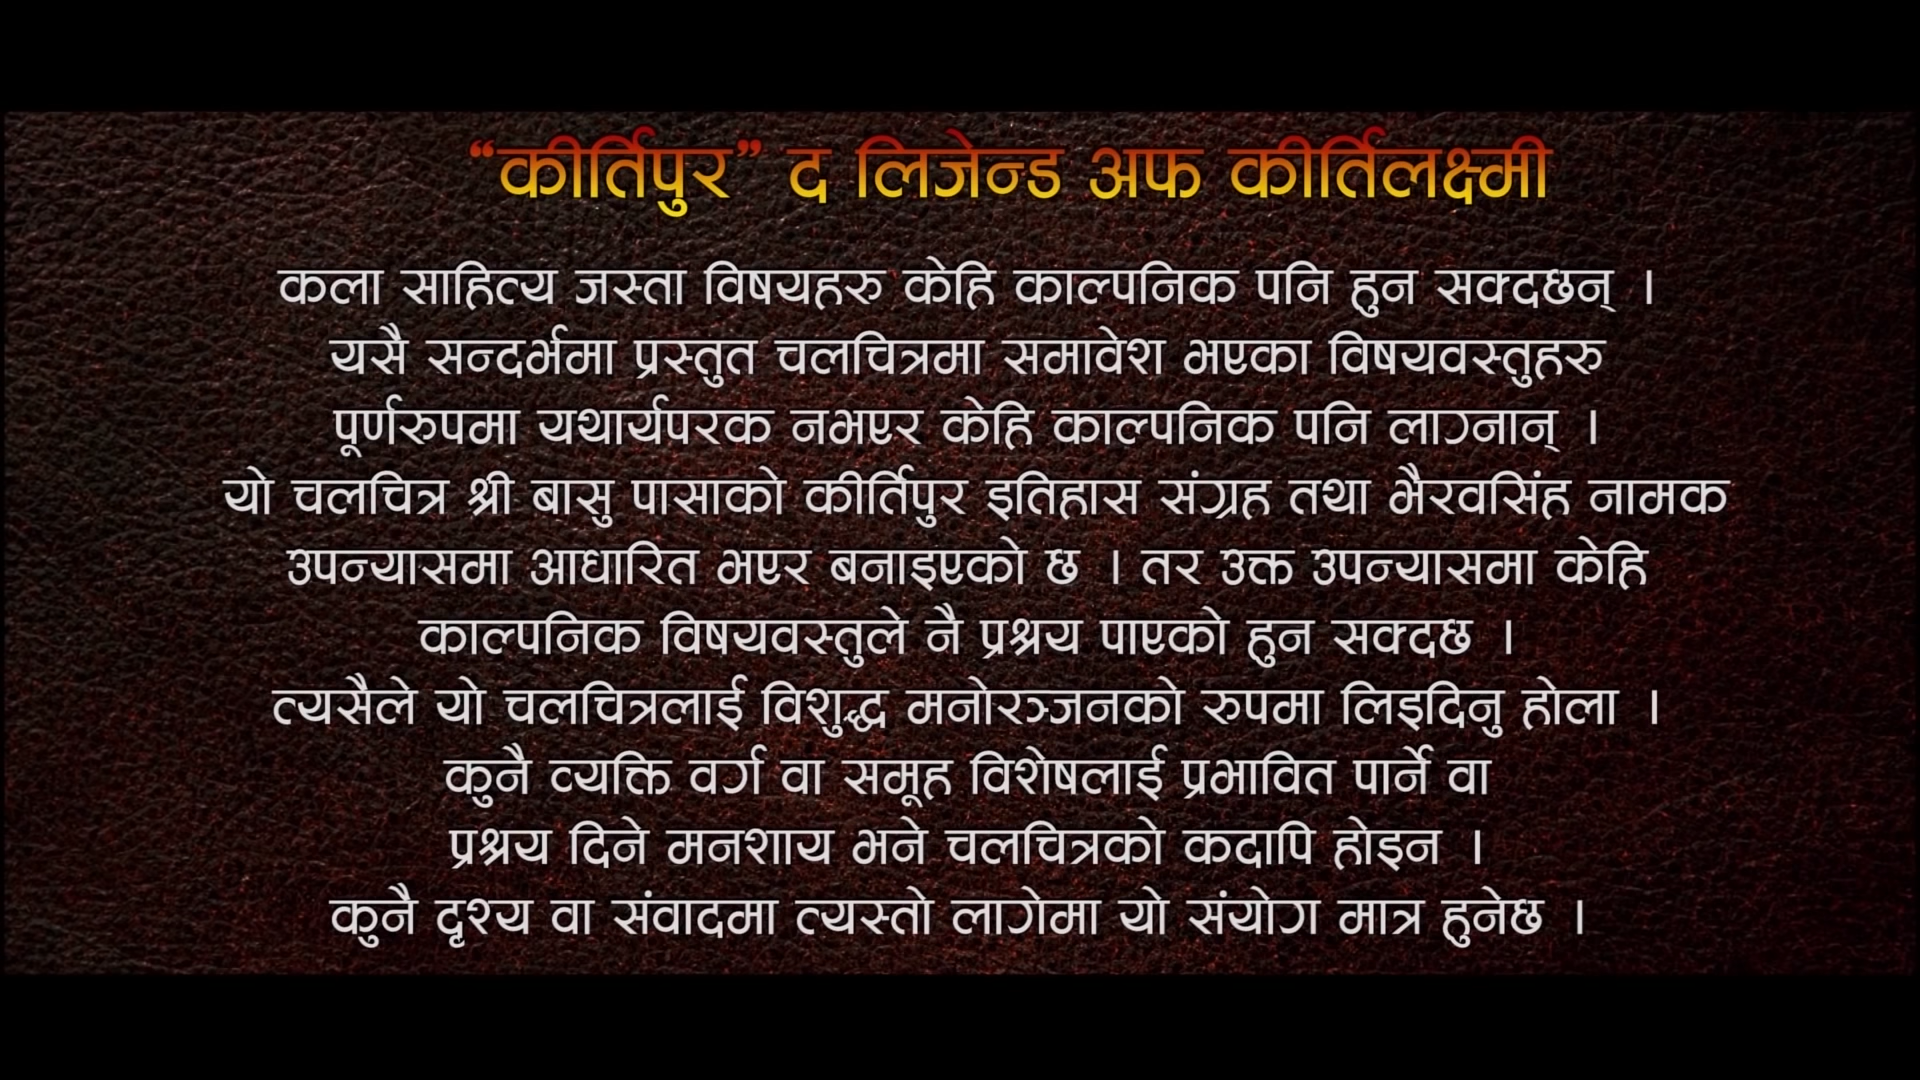 “कीर्तिपुर” द लिजेन्ड अफ कीर्तिलक्ष्मी
कला साहित्य जस्ता विषयहरु केहि काल्पनिक पनि हुन सक्दछन् ।
यसै सन्दर्भमा प्रस्तुत चलचित्रमा समावेश भएका विषयवस्तुहरु
पूर्णरुपमा यथार्यपरक नभएर केहि काल्पनिक पनि लाग्नान् ।
यो चलचित्र श्री बासु पासाको कीर्तिपुर इतिहास संग्रह तथा भैरवसिंह नामक
उपन्यासमा आधारित भएर बनाइएको छ । तर उक्त उपन्यासमा केहि
काल्पनिक विषयवस्तुले नै प्रश्रय पाएको हुन सक्दछ ।
त्यसैले यो चलचित्रलाई विशुद्ध मनोरञ्जनको रुपमा लिइदिनु होला ।
कुनै व्यक्ति वर्ग वा समूह विशेषलाई प्रभावित पार्ने वा
प्रश्रय दिने मनशाय भने चलचित्रको कदापि होइन ।
कुनै दृश्य वा संवादमा त्यस्तो लागेमा यो संयोग मात्र हुनेछ ।